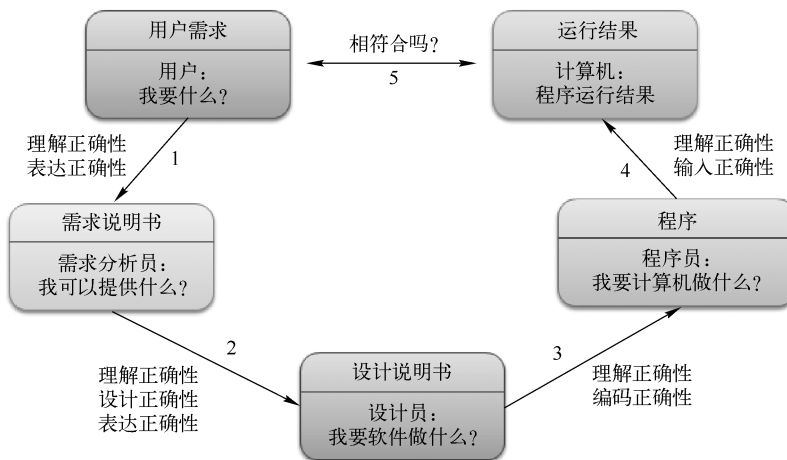 用户需求
用户：
我要什么？
相符合吗？
5
运行结果
计算机：
程序运行结果
理解正确性
表达正确性
1
理解正确性
输入正确性
4
需求说明书
需求分析员：
我可以提供什么？
程序
程序员：
我要计算机做什么？
2
理解正确性
设计正确性
表达正确性
设计说明书
设计员：
我要软件做什么？
3
理解正确性
编码正确性